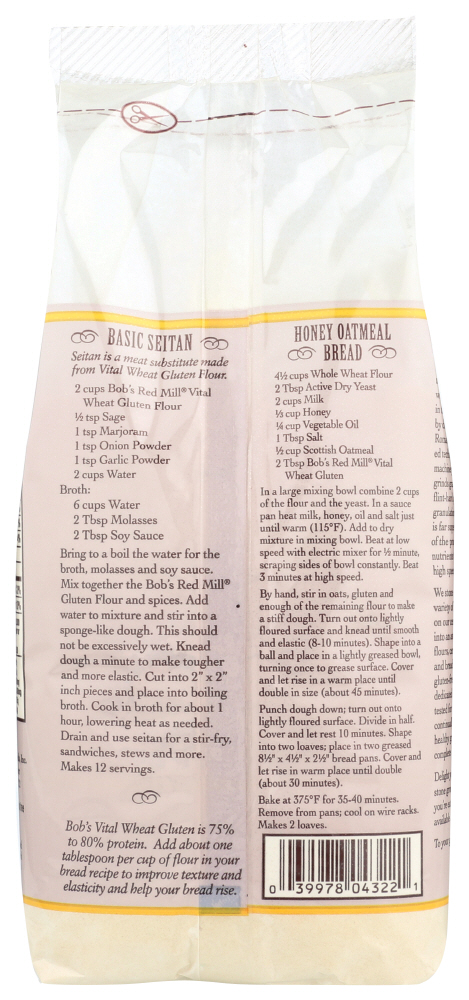 BASIC SEITAN
Seitan is a meat substitute made
from Vital Wheat Gluten Flour.
2 cups Bob's Red Mill® Vital
Wheat Gluten Flour
½ tsp Sage
1 tsp Marjoram
1 tsp Onion Powder
1 tsp Garlic Powder
2 cups Water
Broth:
6 cups Water
2 Tbsp Molasses
2 Tbsp Soy Sauce
Bring to a boil the water for the
broth, molasses and soy sauce.
Mix together the Bob's Red Mill®
Gluten Flour and spices. Add
water to mixture and stir into a
sponge-like dough. This should
not be excessively wet. Knead
dough a minute to make tougher
and more elastic. Cut into 2" x 2"
inch pieces and place into boiling
broth. Cook in broth for about 1
hour, lowering heat as needed.
Drain and use seitan for a stir-fry,
sandwiches, stews and more.
Makes 12 servings.
Bob's Vital Wheat Gluten is 75%
to 80% protein. Add about one
tablespoon per cup of flour in your
bread recipe to improve texture and
elasticity and help your bread rise.
HONEY OATMEAL
BREAD
4½ cups Whole Wheat Flour
2 Tbsp Active Dry Yeast
2 cups Milk
⅓ cup Honey
¼ cup Vegetable Oil
1 Tbsp Salt
½ cup Scottish Oatmeal
2 Tbsp Bob's Red Mill® Vital
Wheat Gluten
In a large mixing bowl combine 2 cups
of the flour and the yeast. In a sauce
pan heat milk, honey, oil and salt just
until warm (115°F). Add to dry
mixture in mixing bowl. Beat at low
speed with electric mixer for ½ minute,
scraping sides of bowl constantly. Beat
3 minutes at high speed.
By hand, stir in oats, gluten and
enough of the remaining flour to make
a stiff dough. Turn out onto lightly
floured surface and knead until smooth
and elastic (8-10 minutes). Shape into a
ball and place in a lightly greased bowl,
turning once to grease surface. Cover
and let rise in a warm place until
double in size (about 45 minutes).
Punch dough down; turn out onto
lightly floured surface. Divide in half.
Cover and let rest 10 minutes. Shape
into two loaves; place in two greased
8½" x 4½" x 2½" bread pans. Cover and
let rise in warm place until double
(about 30 minutes).
Bake at 375°F for 35-40 minutes.
Remove from pans; cool on wire racks.
Makes 2 loaves.
0 39978 04322 1